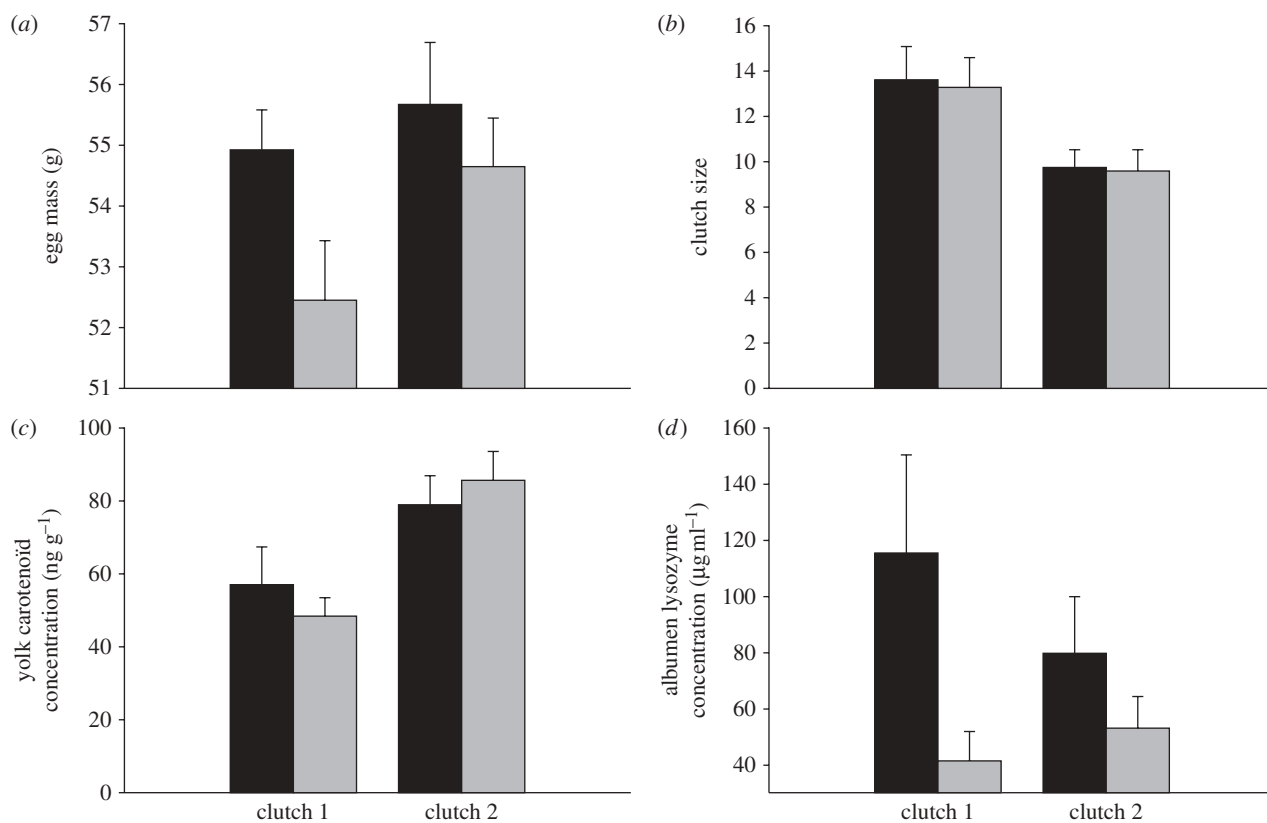 (a)
57
56
55
54
53
52
51
egg mass (g)
(b)
16
14
12
10
8
6
4
2
0
clutch size
(c)
100
80
60
40
20
0
yolk carotenoïd
concentration (ng g⁻¹)
clutch 1
clutch 2
(d)
160
140
120
100
80
60
40
albumen lysozyme
concentration (µg ml⁻¹)
clutch 1
clutch 2